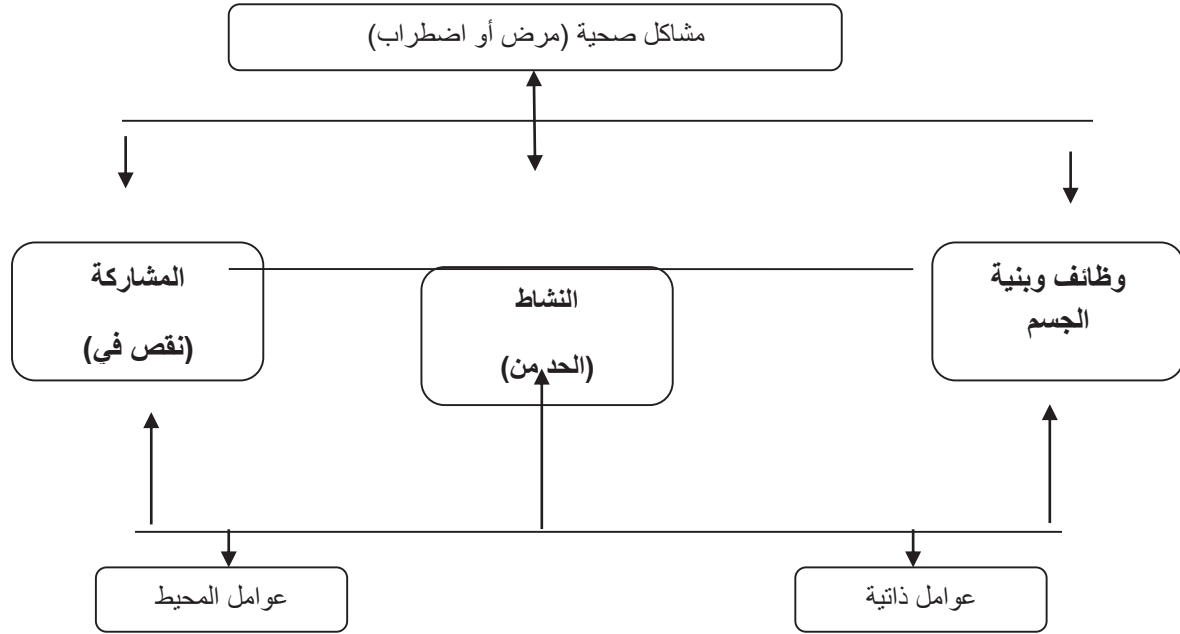 مشاكل صحية (مرض أو اضطراب)
وظائف وبنية
الجسم
النشاط
(الحد من)
المشاركة
(نقص في)
عوامل ذاتية
عوامل المحيط